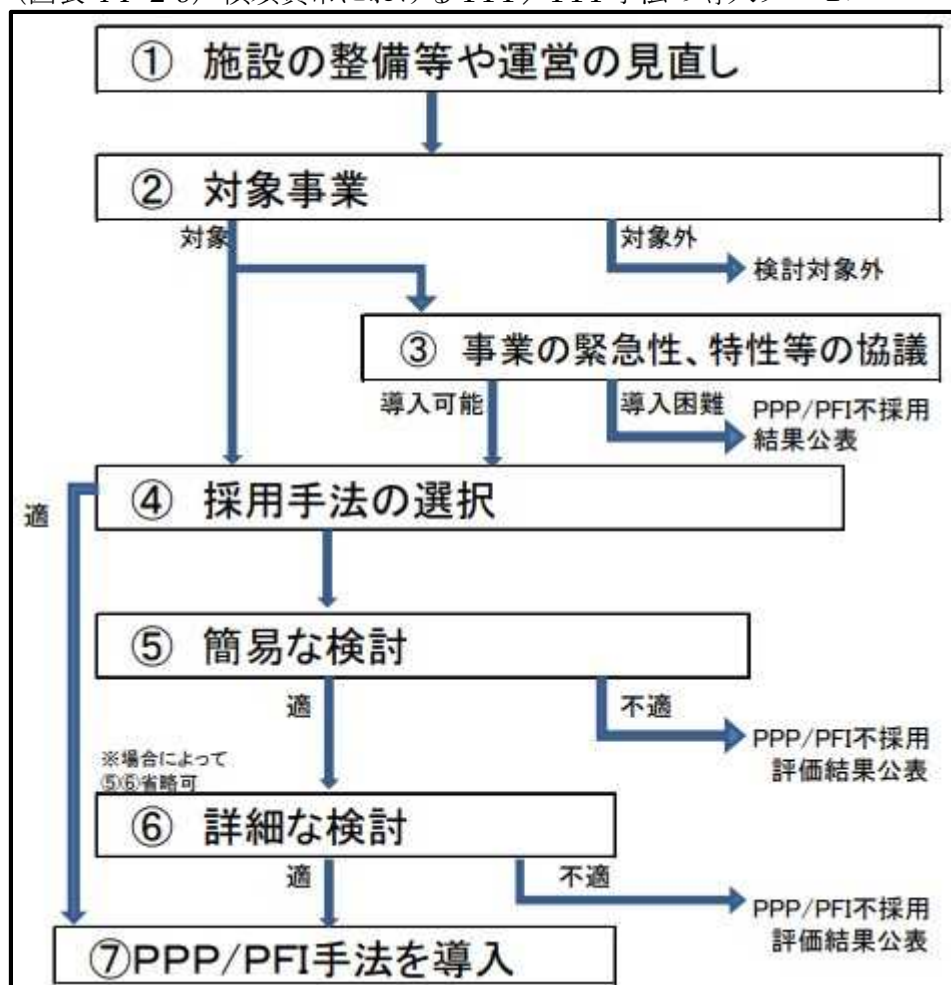 ① 施設の整備等や運営の見直し
② 対象事業
対象
対象外
検討対象外
③ 事業の緊急性、特性等の協議
導入可能
導入困難
PPP/PFI不採用
結果公表
④ 採用手法の選択
適
⑤ 簡易な検討
適
不適
PPP/PFI不採用
評価結果公表
※場合によって
⑤⑥省略可
⑥ 詳細な検討
適
不適
PPP/PFI不採用
評価結果公表
⑦PPP/PFI手法を導入